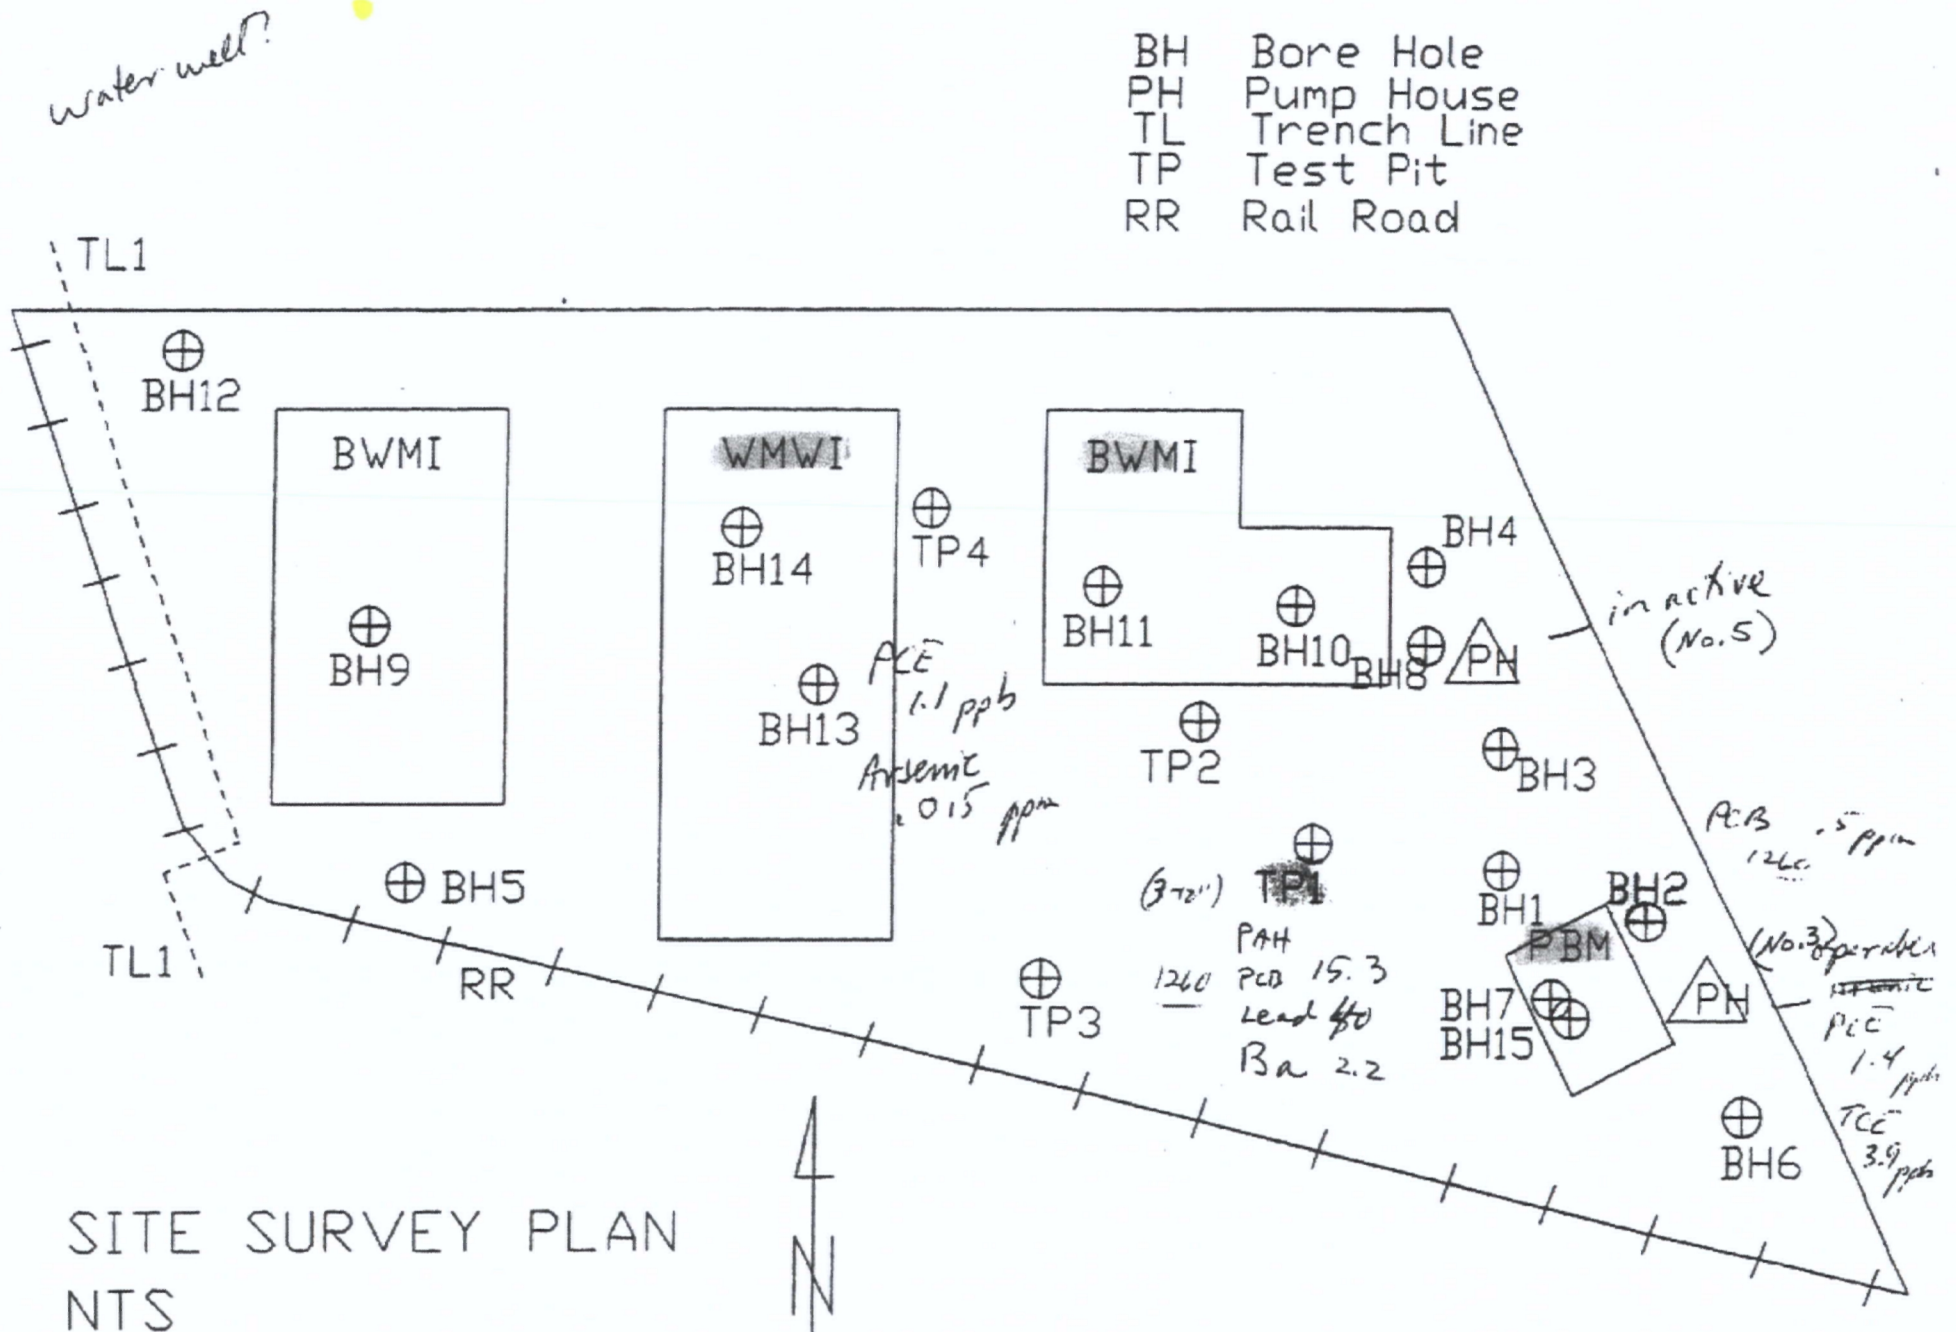 water well?
BH Bore Hole
PH Pump House
TL Trench Line
TP Test Pit
RR Rail Road
TL1
BH12
BWMI
WMWI
BWMI
BH14
TP4
BH4
inactive
(No. 5)
BH9
BH11
BH10
BH8
PH
PCE
1.1 ppb
BH13
Arsenic
.015 ppm
TP2
BH3
PCB .5 ppm
1260
BH5
TP1
BH1
BH2
PBM
(No.3) operates
PAH
1260 PCB 15.3
Lead
Ba 2.2
TL1
RR
TP3
BH7
BH15
PH
PCE
1.4
ppb
TCE
3.9 ppb
BH6
SITE SURVEY PLAN
NTS
N